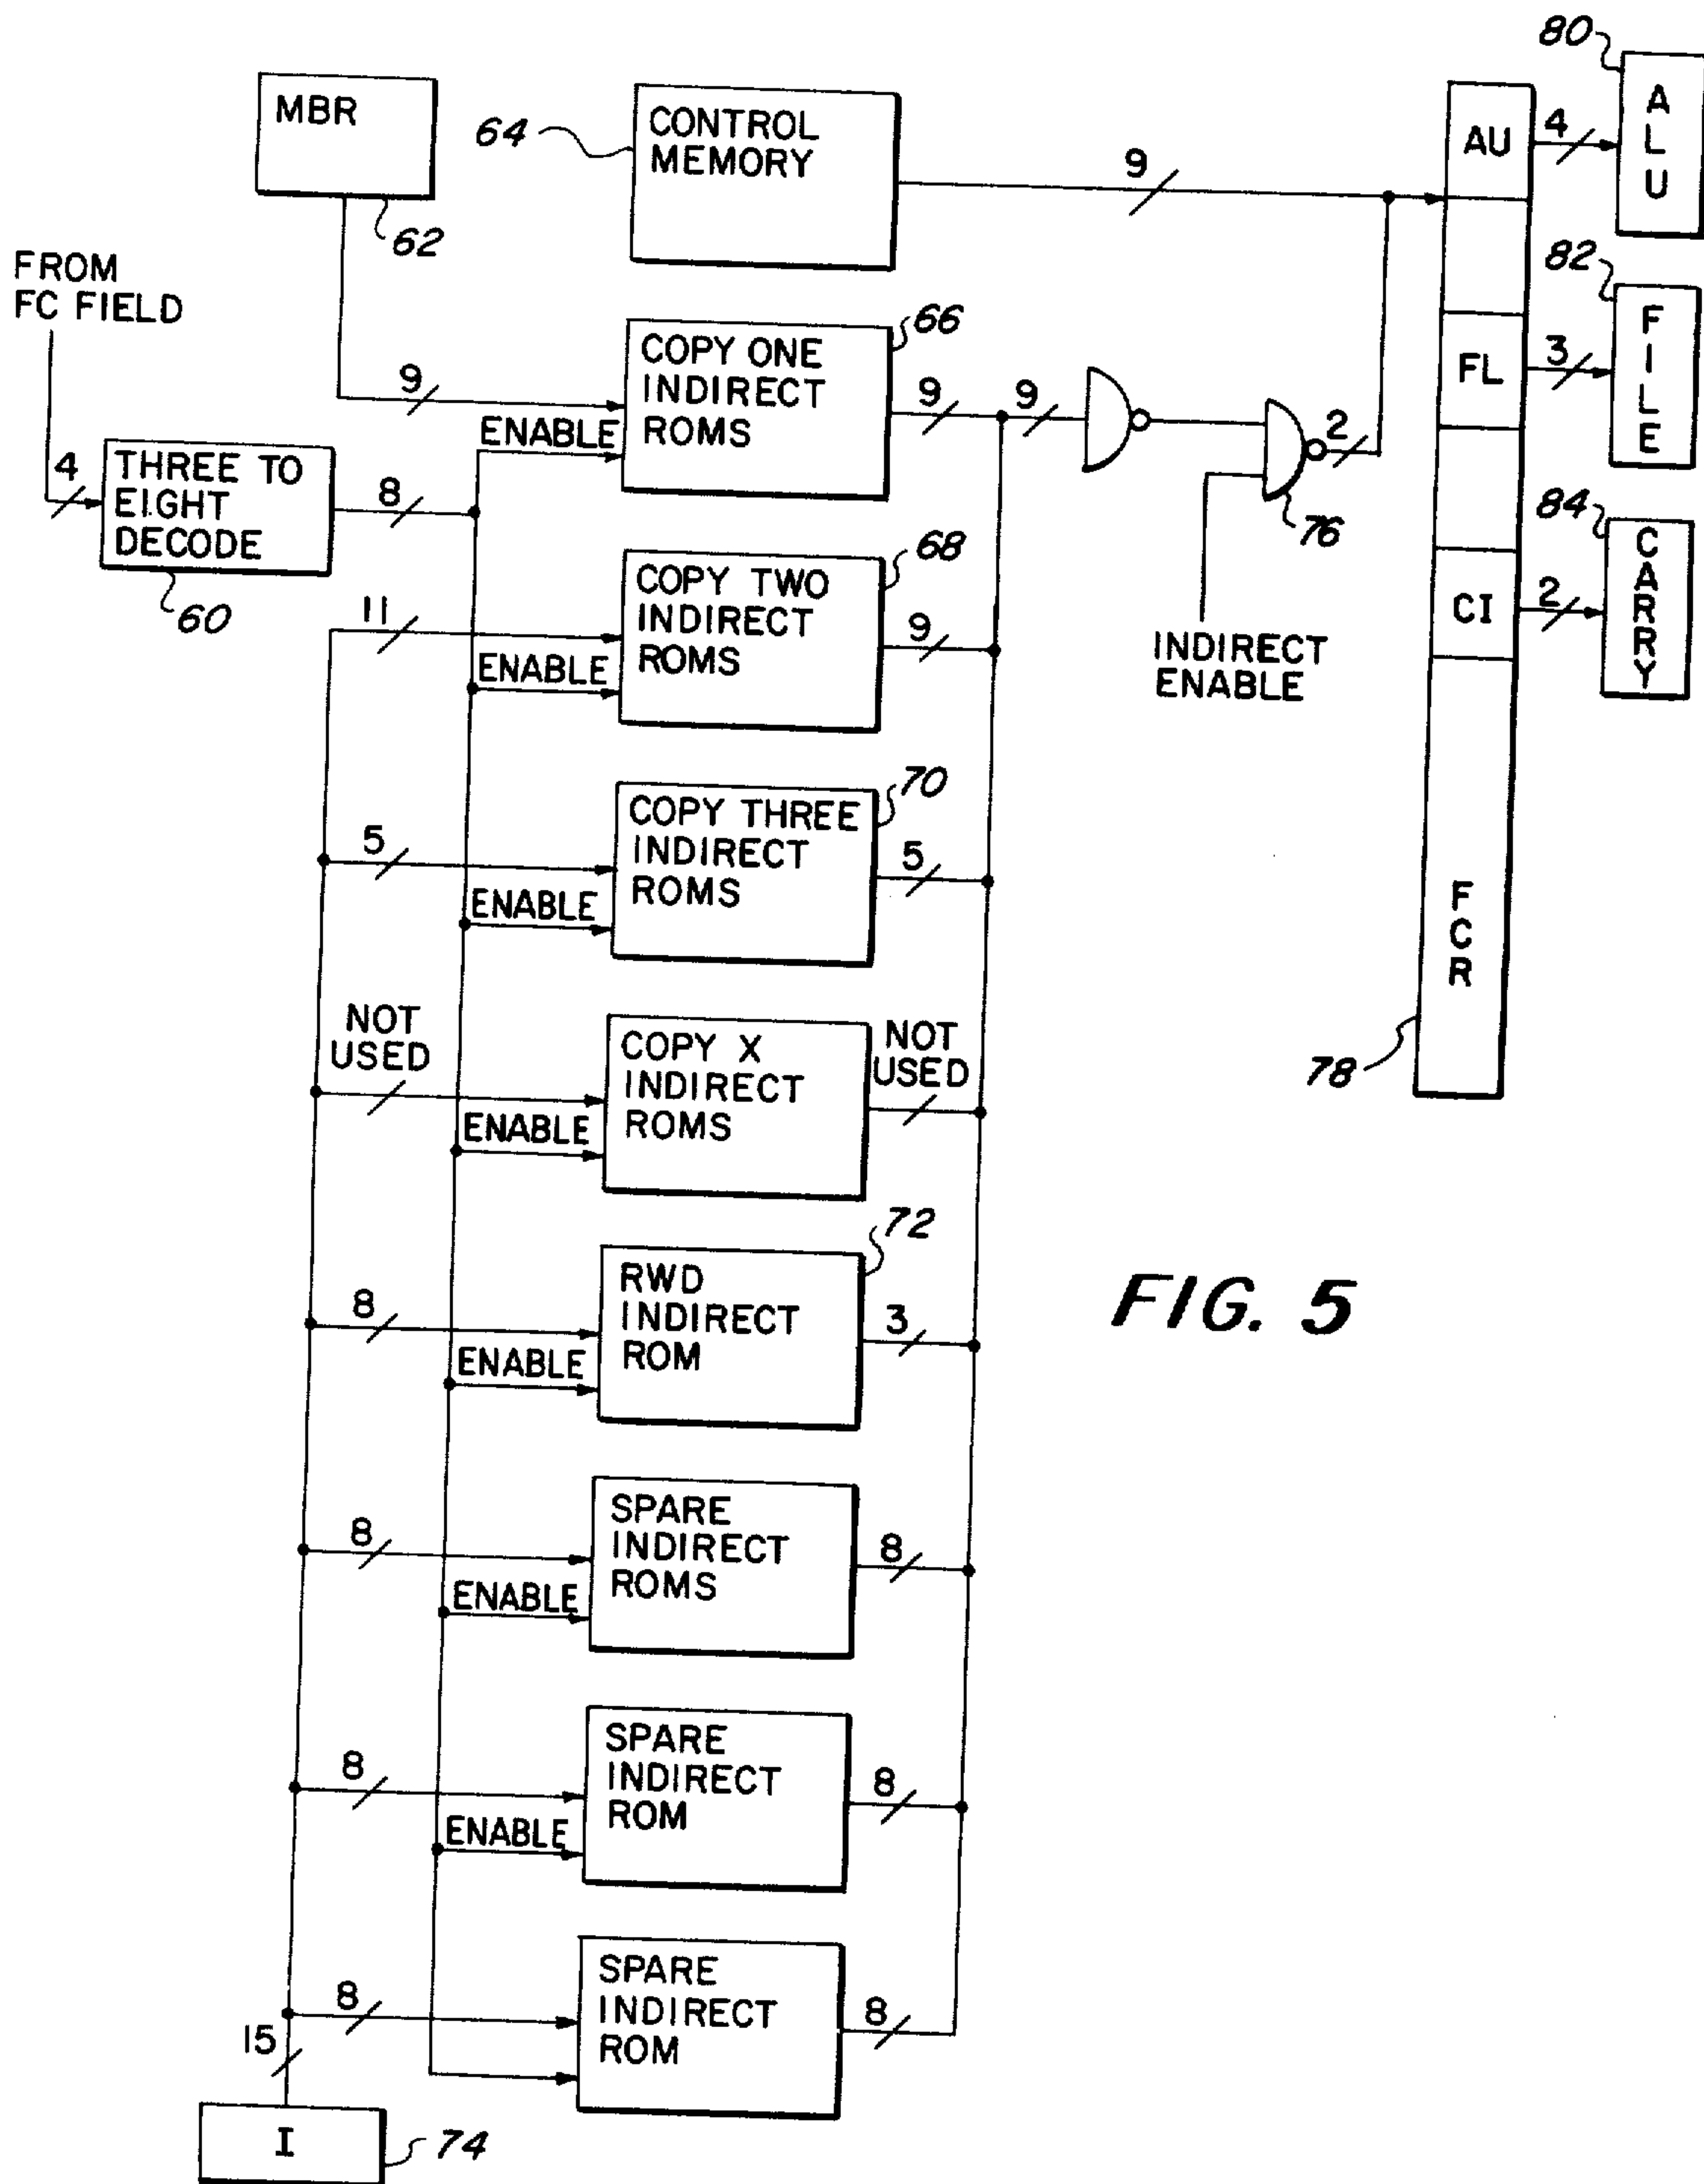 MBR
62
64
CONTROL
MEMORY
9
AU
4
80
A
L
U
FROM
FC FIELD
4
THREE TO
EIGHT
DECODE
60
8
9
ENABLE
COPY ONE
INDIRECT
ROMS
66
9
9
2
76
INDIRECT
ENABLE
FL
3
82
F
I
L
E
CI
2
84
C
A
R
R
Y
F
C
R
78
11
ENABLE
COPY TWO
INDIRECT
ROMS
68
9
5
ENABLE
COPY THREE
INDIRECT
ROMS
70
5
NOT
USED
ENABLE
COPY X
INDIRECT
ROMS
NOT
USED
8
ENABLE
RWD
INDIRECT
ROM
72
3
FIG. 5
8
ENABLE
SPARE
INDIRECT
ROMS
8
8
ENABLE
SPARE
INDIRECT
ROM
8
8
SPARE
INDIRECT
ROM
8
15
I
74